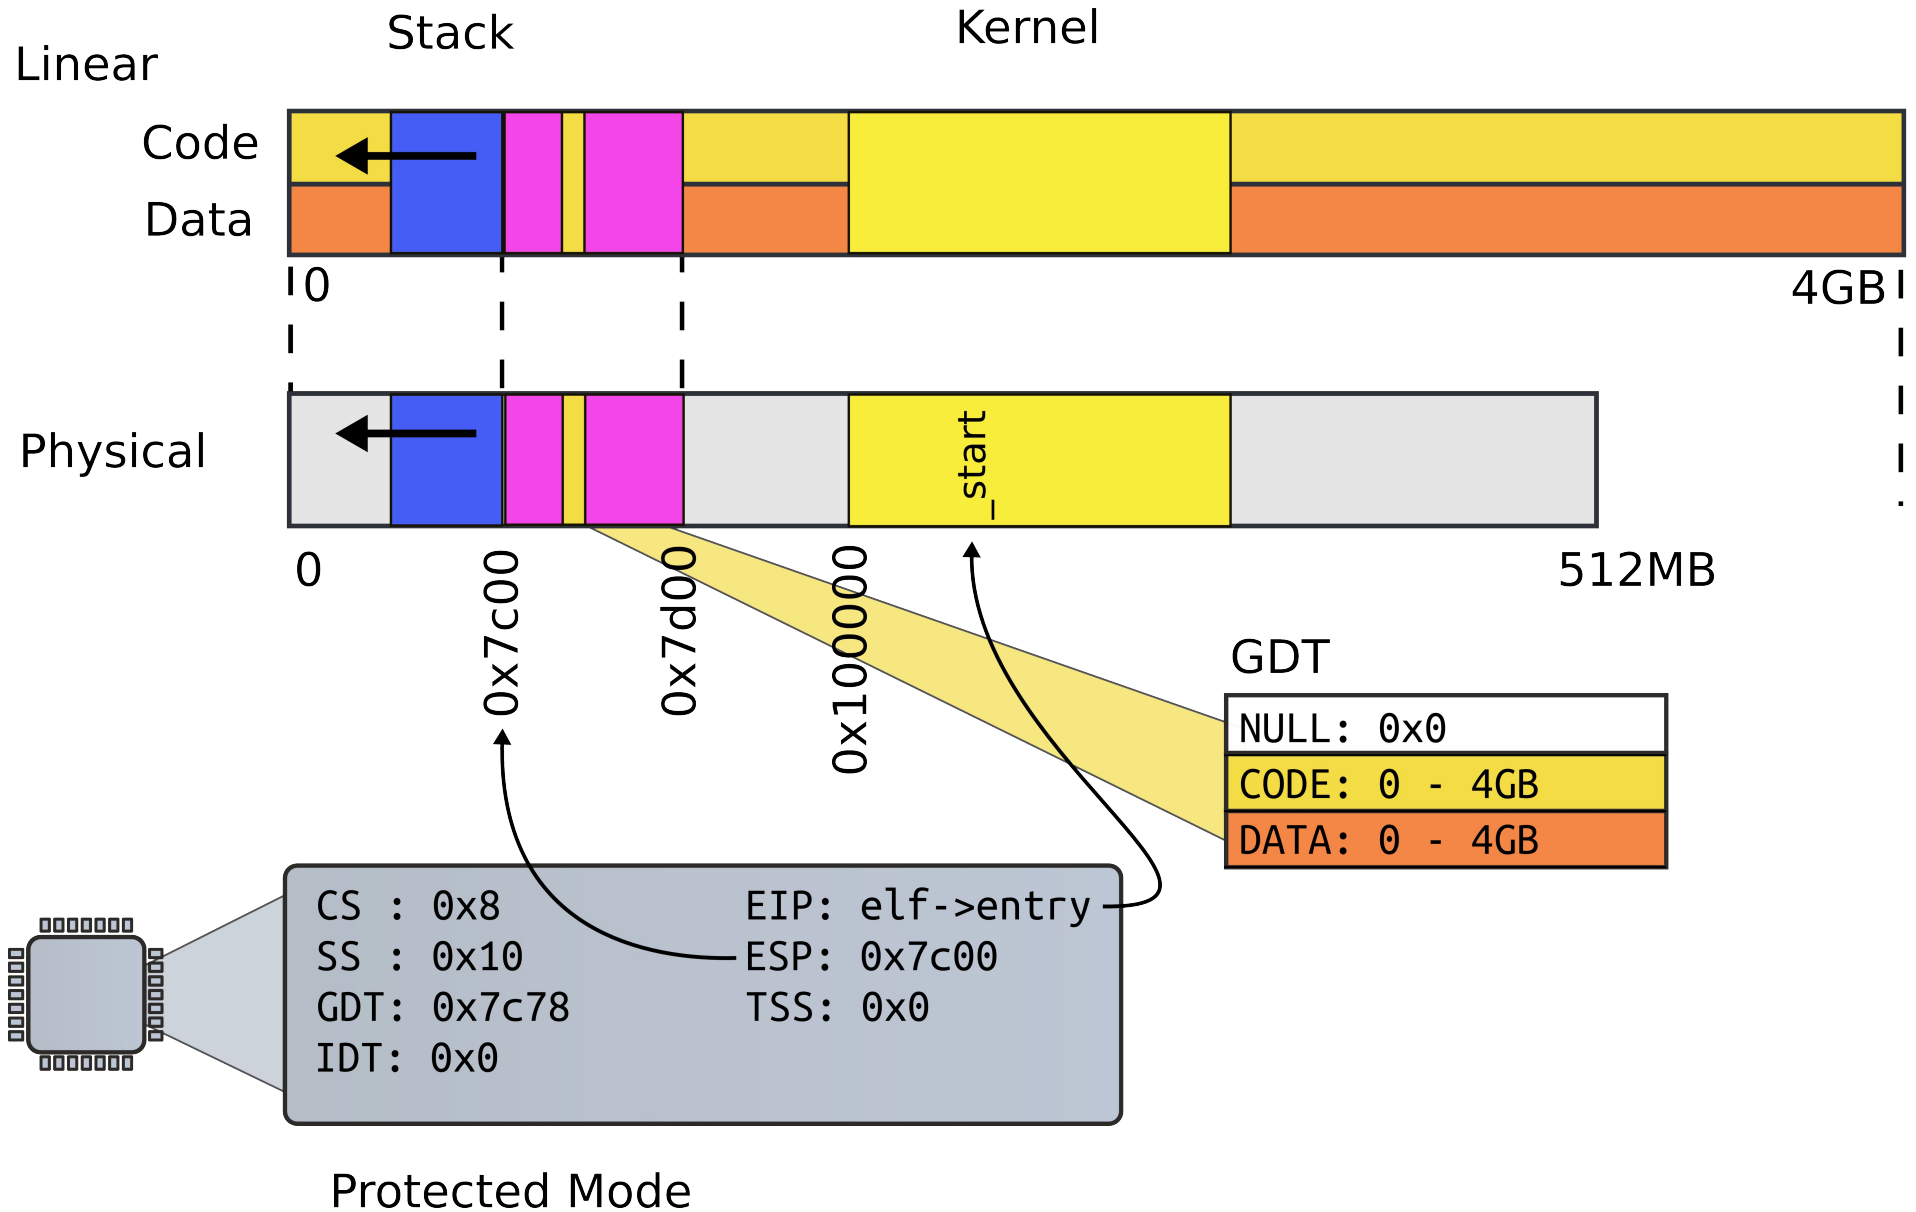 Stack
Kernel
Linear
Code
Data
0
4GB
Physical
_start
0
0x7c00
0x7d00
0x100000
512MB
GDT
NULL: 0x0
CODE: 0 - 4GB
DATA: 0 - 4GB
CS : 0x8
EIP: elf->entry
SS : 0x10
ESP: 0x7c00
GDT: 0x7c78
TSS: 0x0
IDT: 0x0
Protected Mode